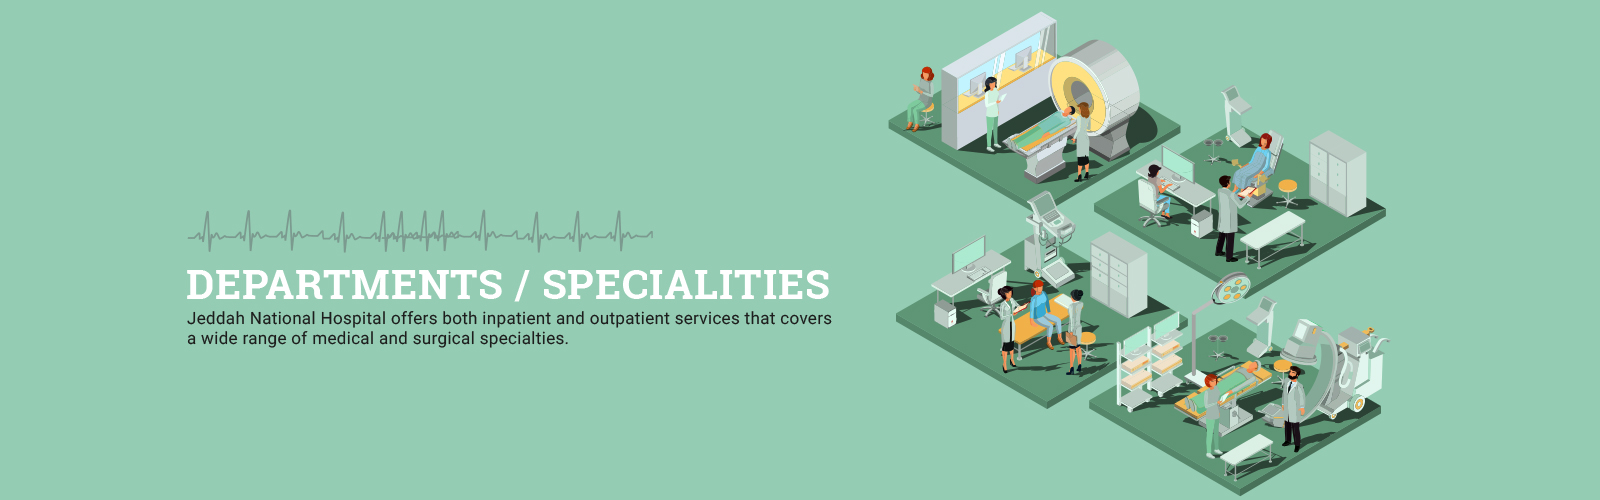 DEPARTMENTS / SPECIALITIES
Jeddah National Hospital offers both inpatient and outpatient services that covers
a wide range of medical and surgical specialties.